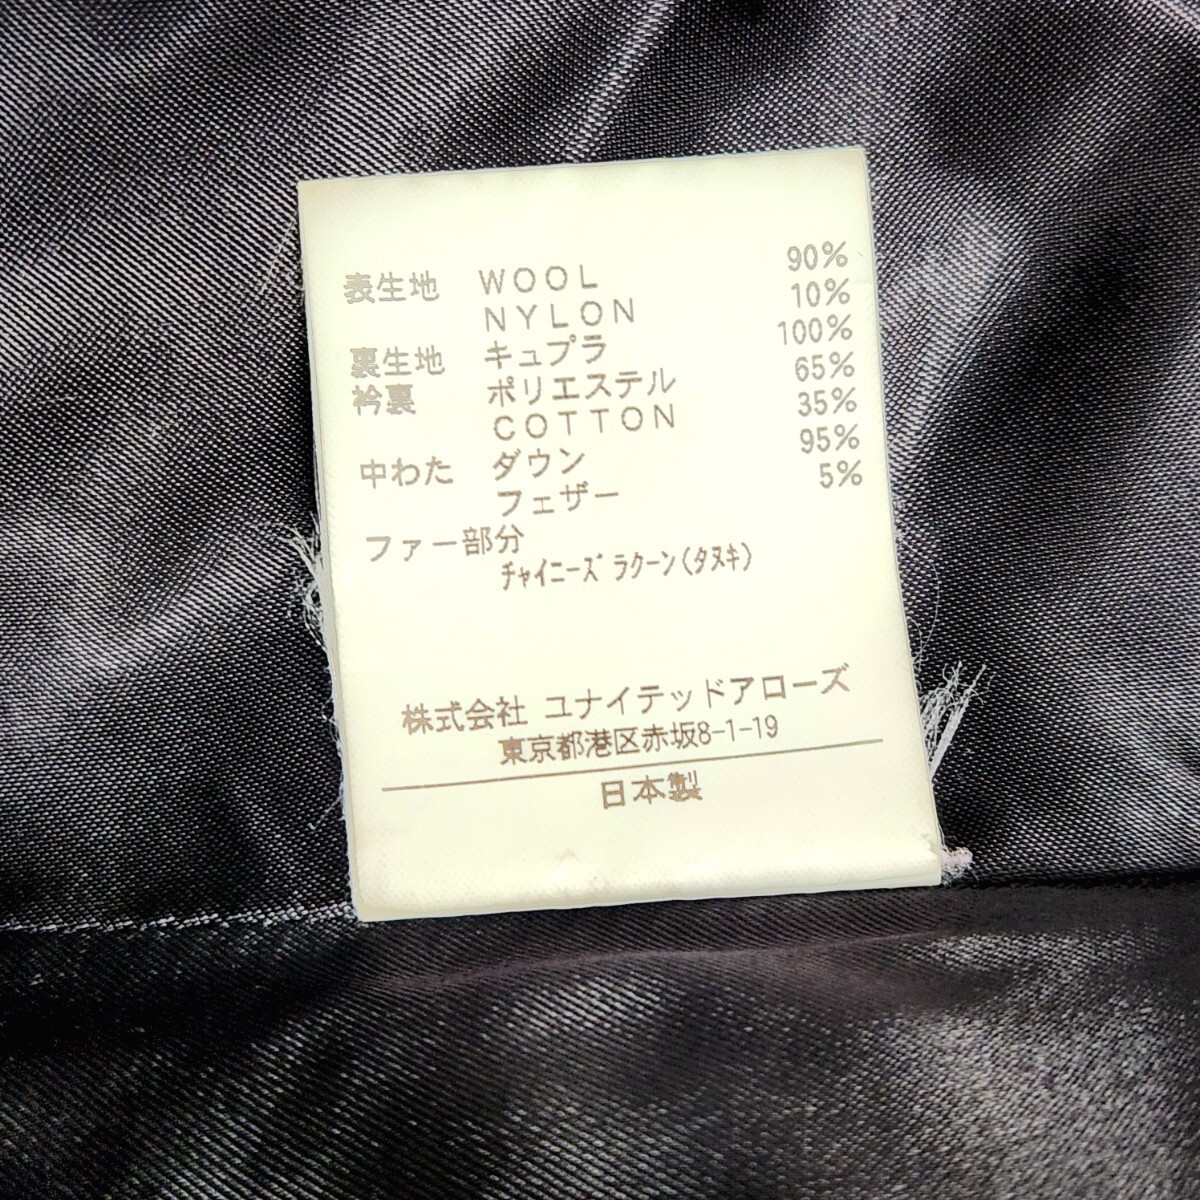 表生地 WOOL 90%
NYLON 10%
裏生地 キュプラ 100%
衿裏 ポリエステル 65%
COTTON 35%
中わた ダウン 95%
フェザー 5%
ファー部分
ﾁｬｲﾆｰｽﾞ ﾗｸｰﾝ(ﾀﾇｷ)
株式会社 ユナイテッドアローズ
東京都港区赤坂8-1-19
日本製